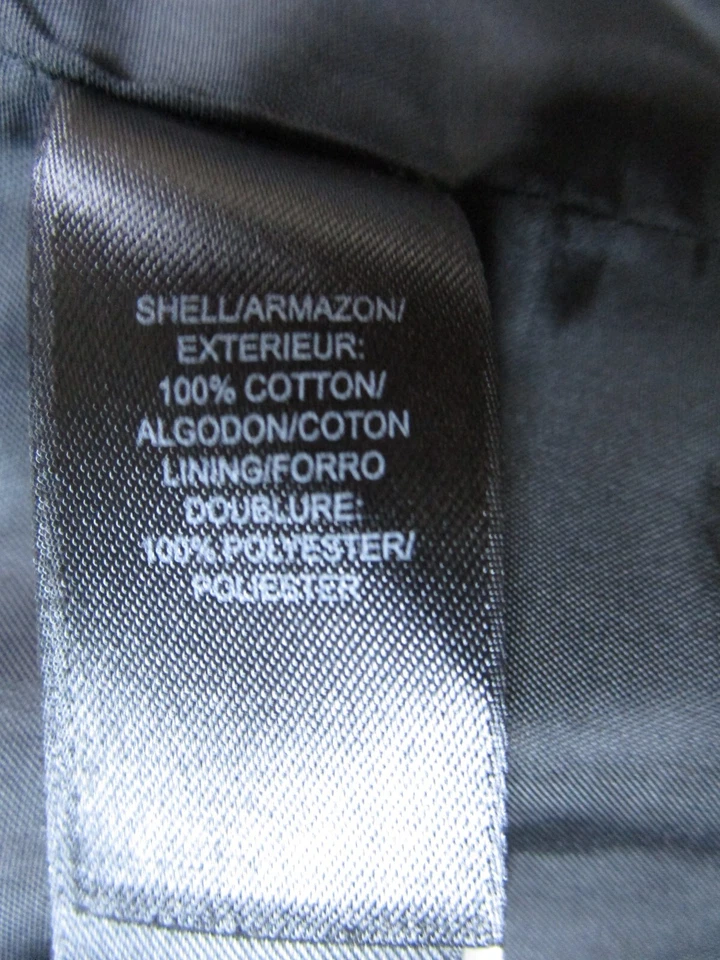 SHELL/ARMAZON/
EXTERIEUR:
100% COTTON/
ALGODON/COTON
LINING/FORRO
DOUBLURE:
100% POLYESTER/
POLIESTER